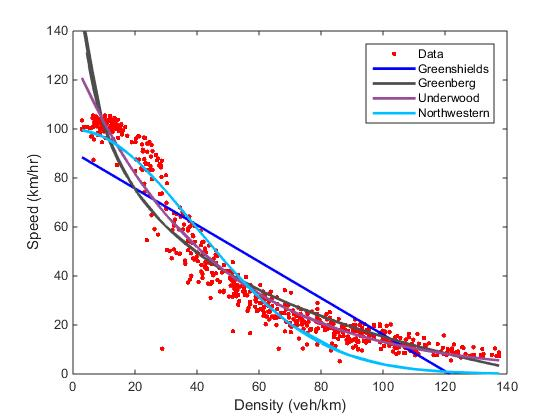 140
120
100
80
60
40
20
0
Speed (km/hr)
Data
Greenshields
Greenberg
Underwood
Northwestern
0 20 40 60 80 100 120 140
Density (veh/km)